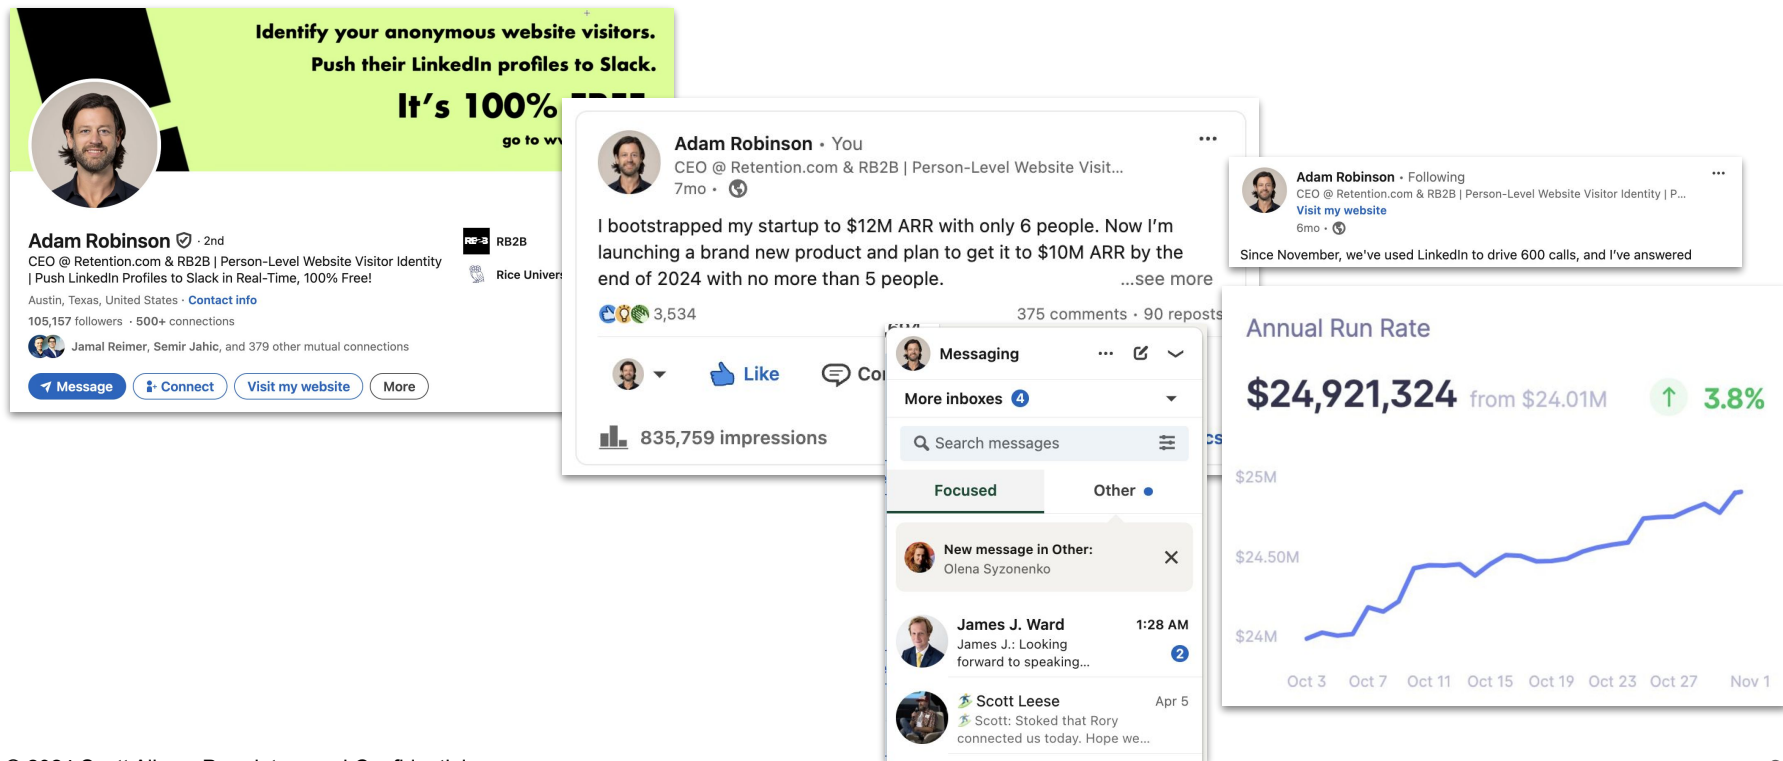 Identify your anonymous website visitors.
Push their LinkedIn profiles to Slack.
It's 100% FREE
go to
Adam Robinson · 2nd
CEO @ Retention.com & RB2B | Person-Level Website Visitor Identity
| Push LinkedIn Profiles to Slack in Real-Time, 100% Free!
Austin, Texas, United States · Contact info
105,157 followers · 500+ connections
Jamal Reimer, Semir Jahic, and 379 other mutual connections
Message
Connect
Visit my website
More
RB2B
RB2B
Rice
Adam Robinson · You
CEO @ Retention.com & RB2B | Person-Level Website Visit...
7mo ·
I bootstrapped my startup to $12M ARR with only 6 people. Now I'm
launching a brand new product and plan to get it to $10M ARR by the
end of 2024 with no more than 5 people. ...see more
3,534
375 comments · 90 reposts
Like
835,759 impressions
Messaging
More inboxes 4
Search messages
Focused
Other
New message in Other:
Olena Syzonenko
James J. Ward 1:28 AM
James J.: Looking
forward to speaking... 2
Scott Leese Apr 5
Scott: Stoked that Rory
connected us today. Hope we...
Adam Robinson · Following
CEO @ Retention.com & RB2B | Person-Level Website Visitor Identity | P...
Visit my website
6mo ·
Since November, we've used LinkedIn to drive 600 calls, and I've answered
Annual Run Rate
$24,921,324 from $24.01M ↑ 3.8%
$25M
$24.50M
$24M
Oct 3 Oct 7 Oct 11 Oct 15 Oct 19 Oct 23 Oct 27 Nov 1